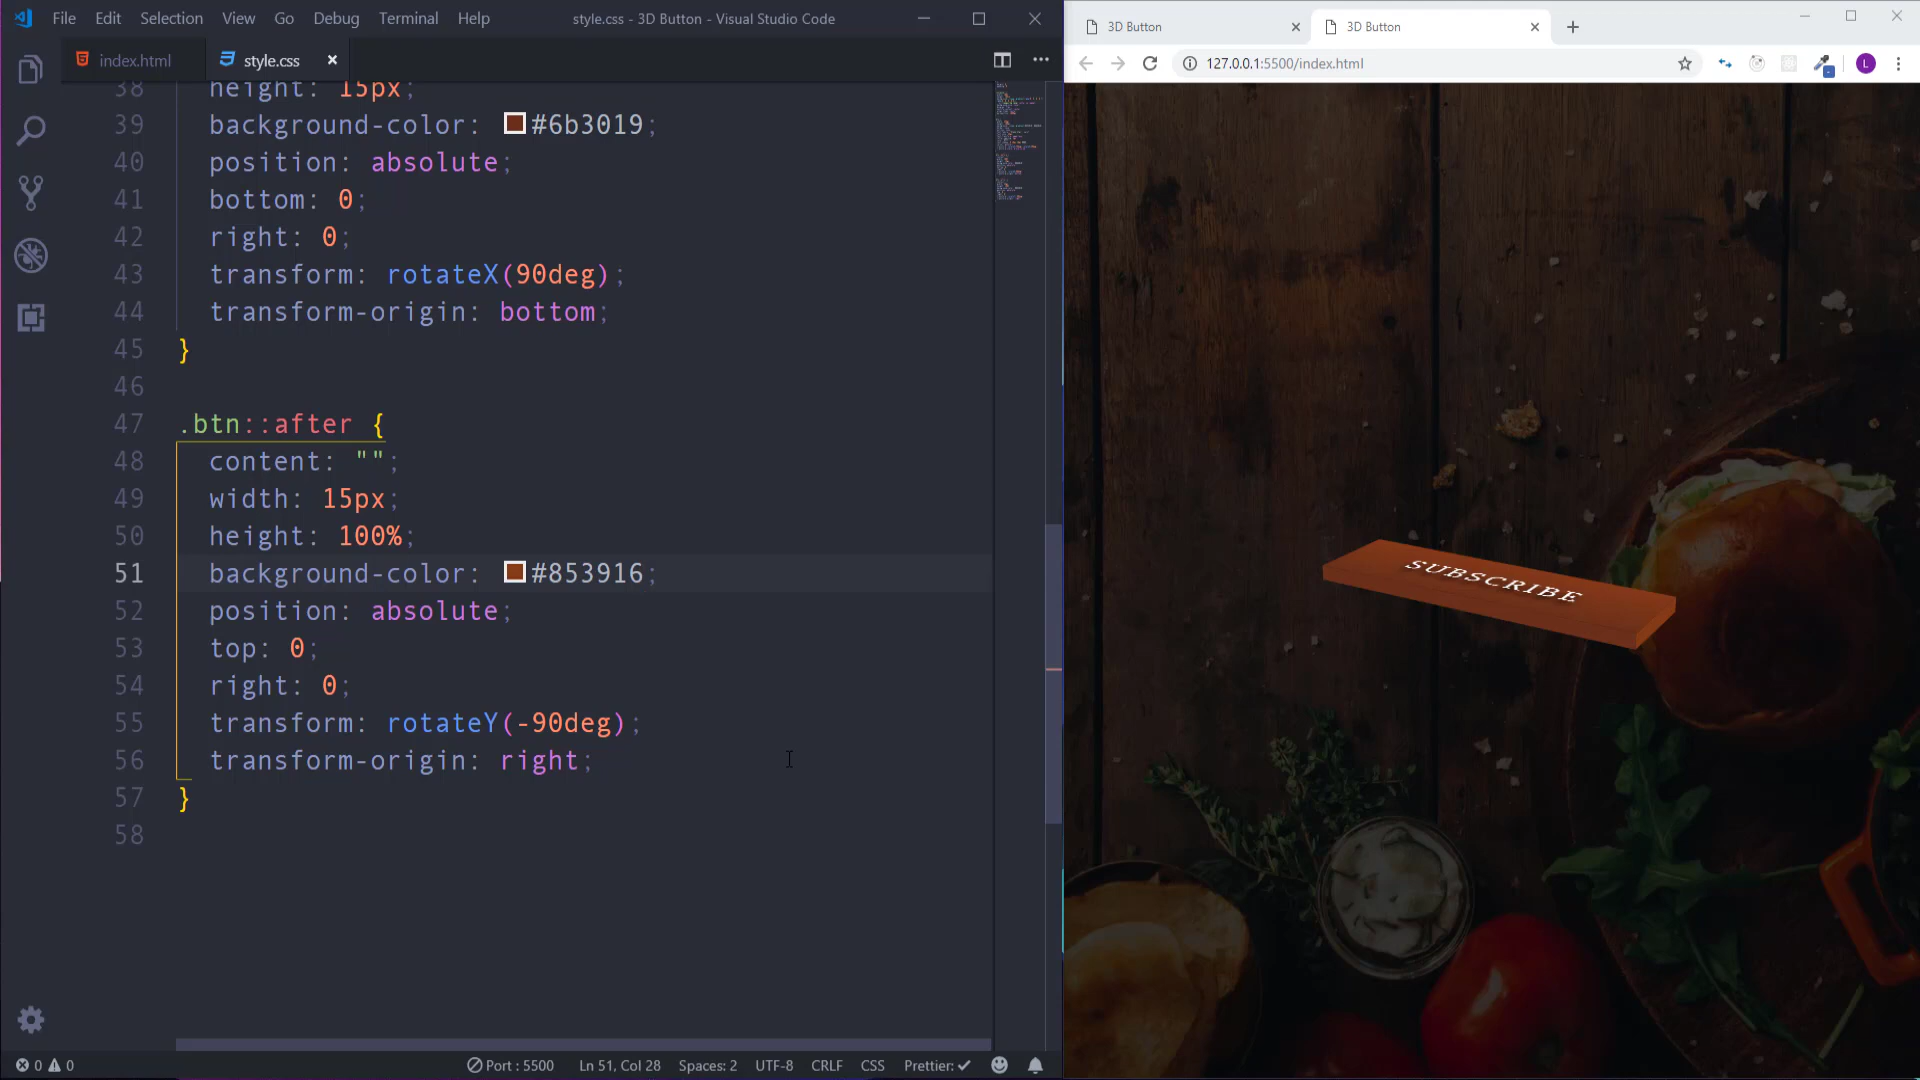 File Edit Selection View Go Debug Terminal Help style.css - 3D Button - Visual Studio Code
index.html style.css
38 height: 15px;
39 background-color: #6b3019;
40 position: absolute;
41 bottom: 0;
42 right: 0;
43 transform: rotateX(90deg);
44 transform-origin: bottom;
45 }
46
47 .btn::after {
48 content: "";
49 width: 15px;
50 height: 100%;
51 background-color: #853916;
52 position: absolute;
53 top: 0;
54 right: 0;
55 transform: rotateY(-90deg);
56 transform-origin: right;
57 }
58
0 0 Port : 5500 Ln 51, Col 28 Spaces: 2 UTF-8 CRLF CSS Prettier: ✓
3D Button 3D Button
127.0.0.1:5500/index.html L
SUBSCRIBE